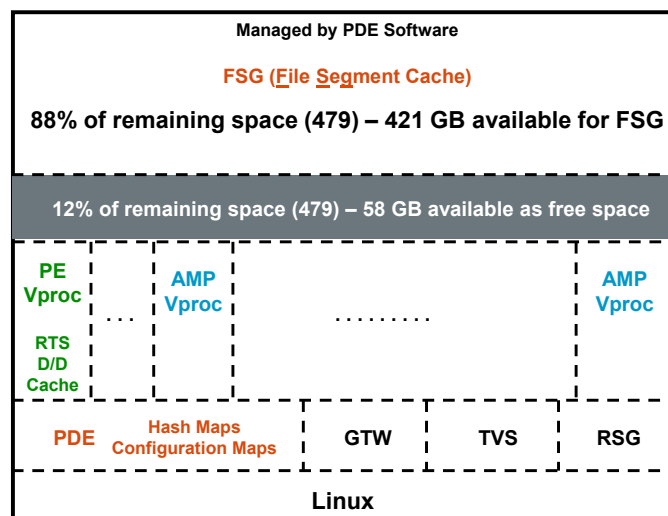 Managed by PDE Software
FSG (File Segment Cache)
88% of remaining space (479) – 421 GB available for FSG
12% of remaining space (479) – 58 GB available as free space
PE
Vproc
RTS
D/D
Cache
. . .
AMP
Vproc
. . . . . . . . .
AMP
Vproc
PDE
Hash Maps
Configuration Maps
GTW
TVS
RSG
Linux